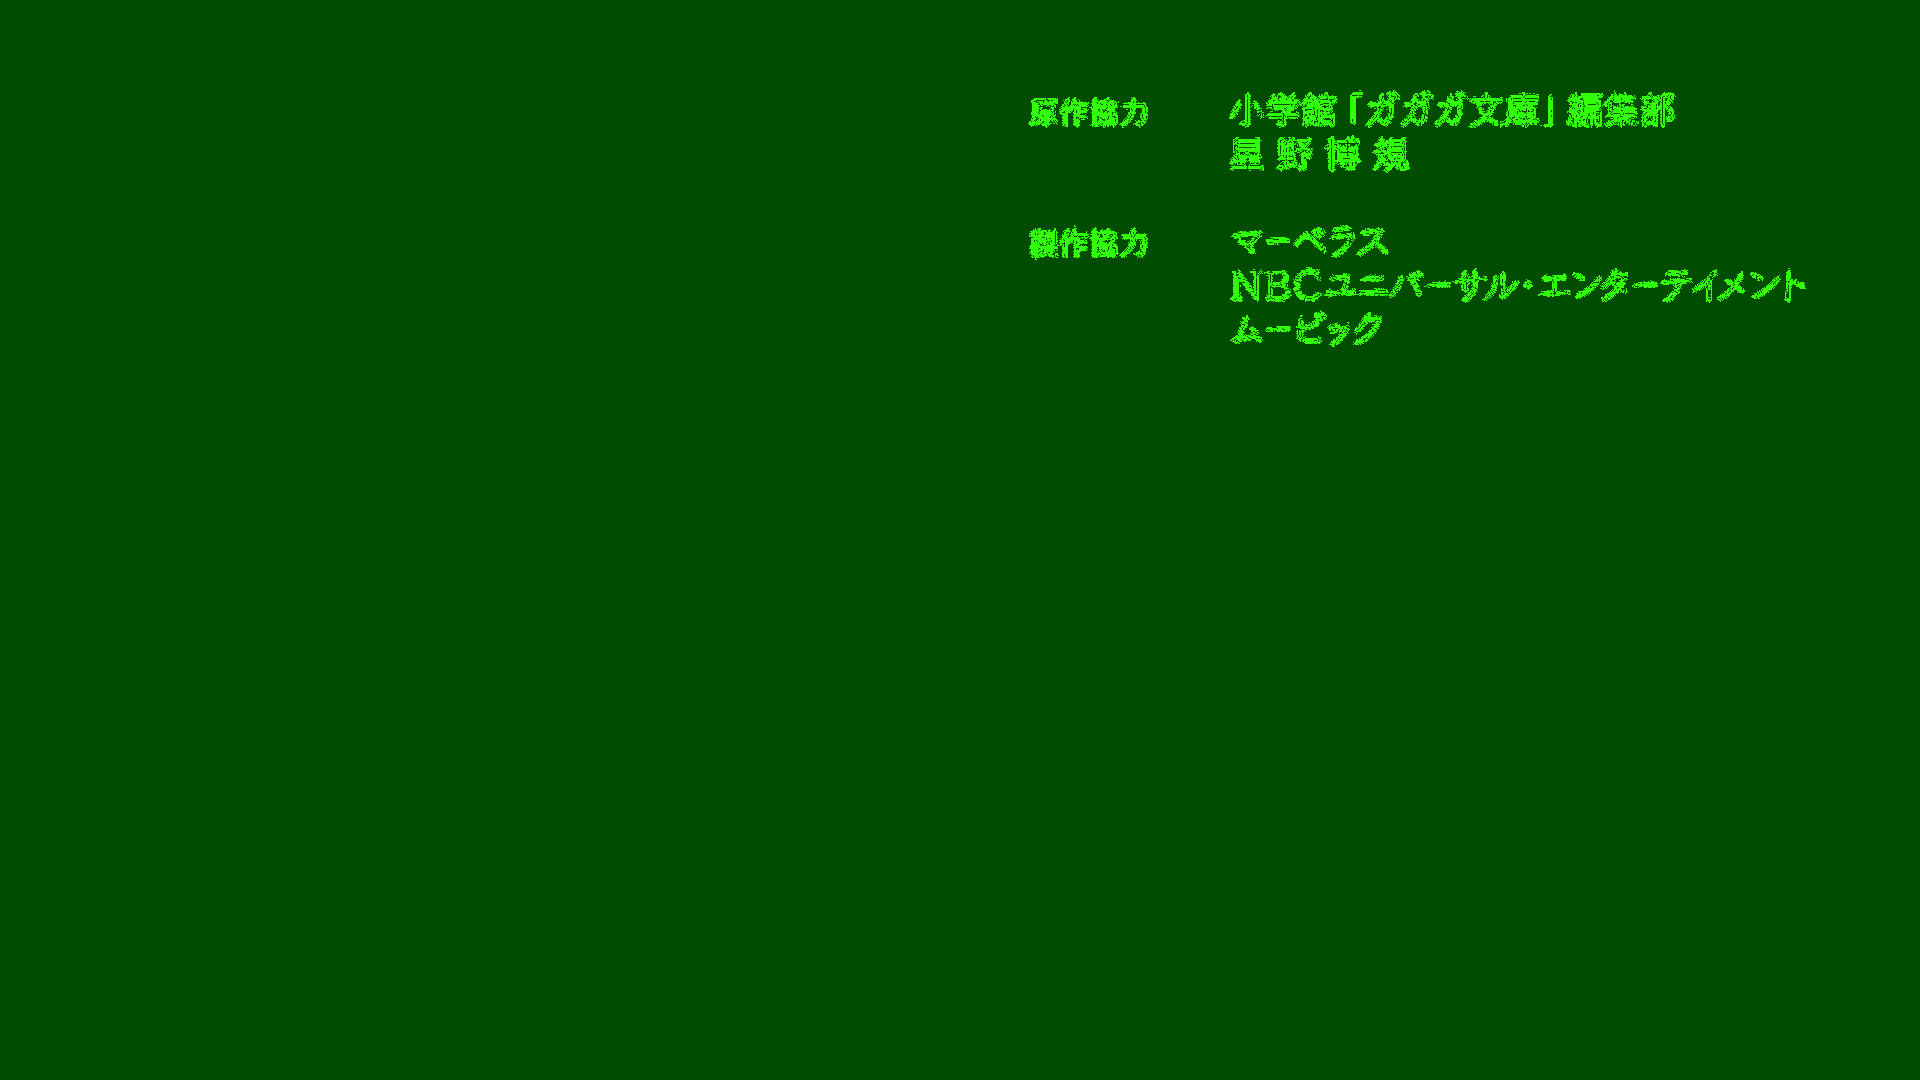 原作協力 小学館「ガガガ文庫」編集部
星野博規
製作協力 マーベラス
NBCユニバーサル・エンターテイメント
ムービック